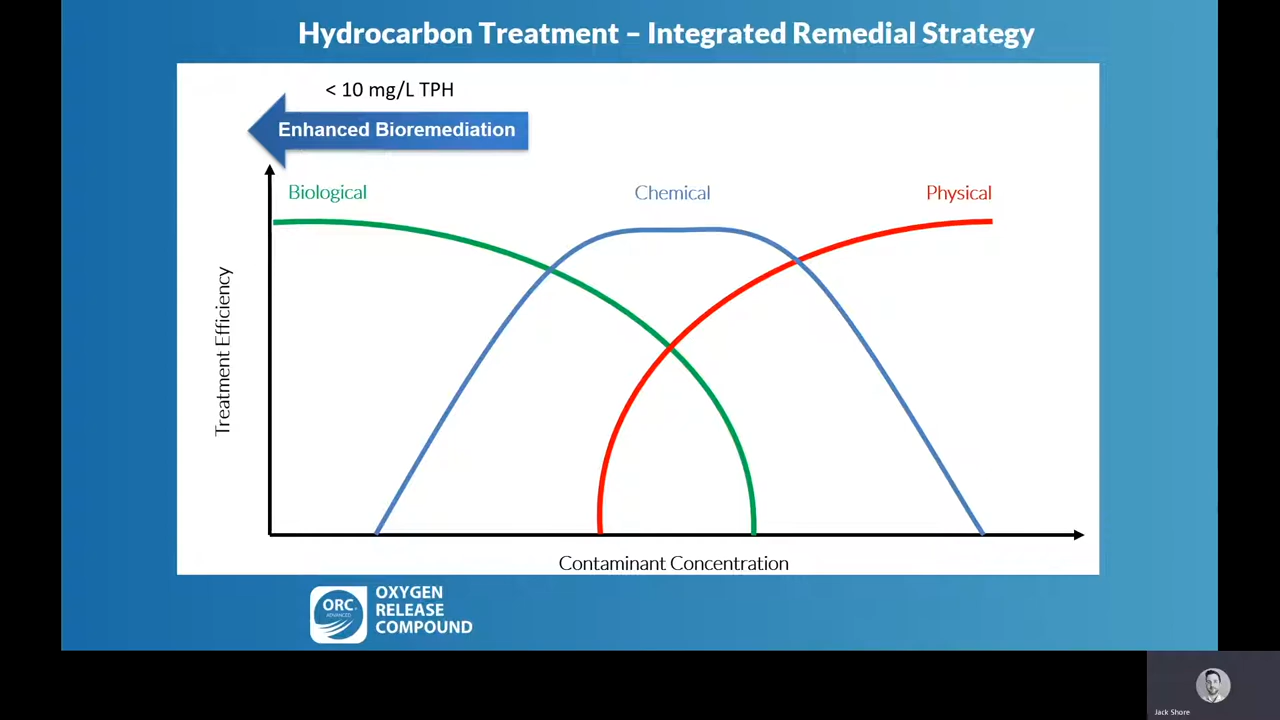 Hydrocarbon Treatment – Integrated Remedial Strategy
< 10 mg/L TPH
Enhanced Bioremediation
Biological
Chemical
Physical
Treatment Efficiency
Contaminant Concentration
ORC
ADVANCED
OXYGEN
RELEASE
COMPOUND
Jack Shore